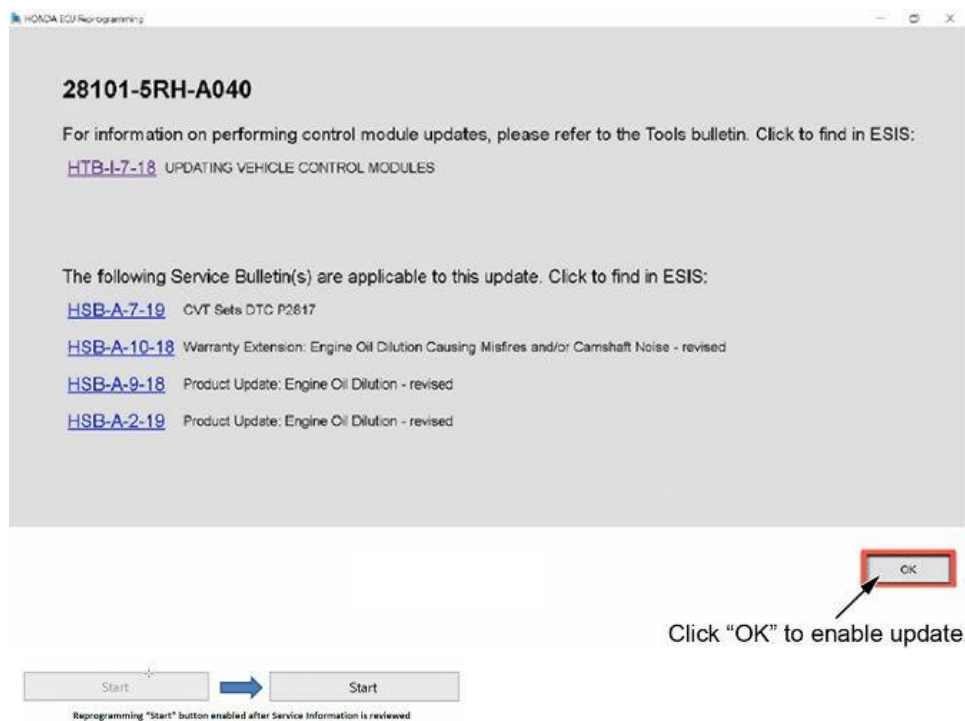 HONDA ECU Reprogramming
28101-5RH-A040
For information on performing control module updates, please refer to the Tools bulletin. Click to find in ESIS:
HTB-I-7-18 UPDATING VEHICLE CONTROL MODULES
The following Service Bulletin(s) are applicable to this update. Click to find in ESIS:
HSB-A-7-19 CVT Sets DTC P2817
HSB-A-10-18 Warranty Extension: Engine Oil Dilution Causing Misfires and/or Camshaft Noise - revised
HSB-A-9-18 Product Update: Engine Oil Dilution - revised
HSB-A-2-19 Product Update: Engine Oil Dilution - revised
OK
Click “OK” to enable update
Start Start
Reprogramming "Start" button enabled after Service Information is reviewed